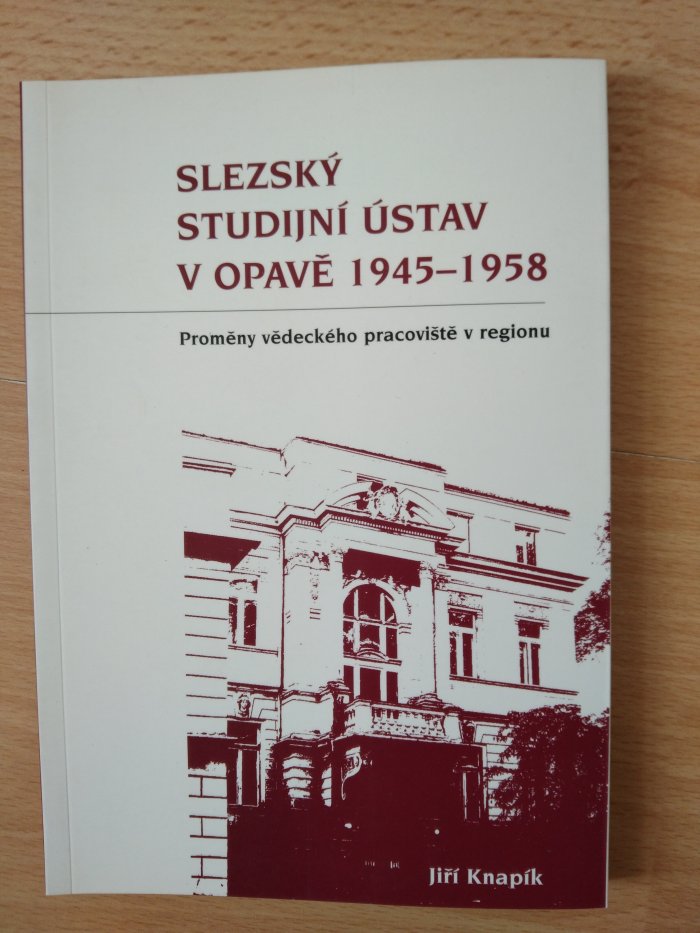 SLEZSKÝ
STUDIJNÍ ÚSTAV
V OPAVĚ 1945–1958
Proměny vědeckého pracoviště v regionu
Jiří Knapík